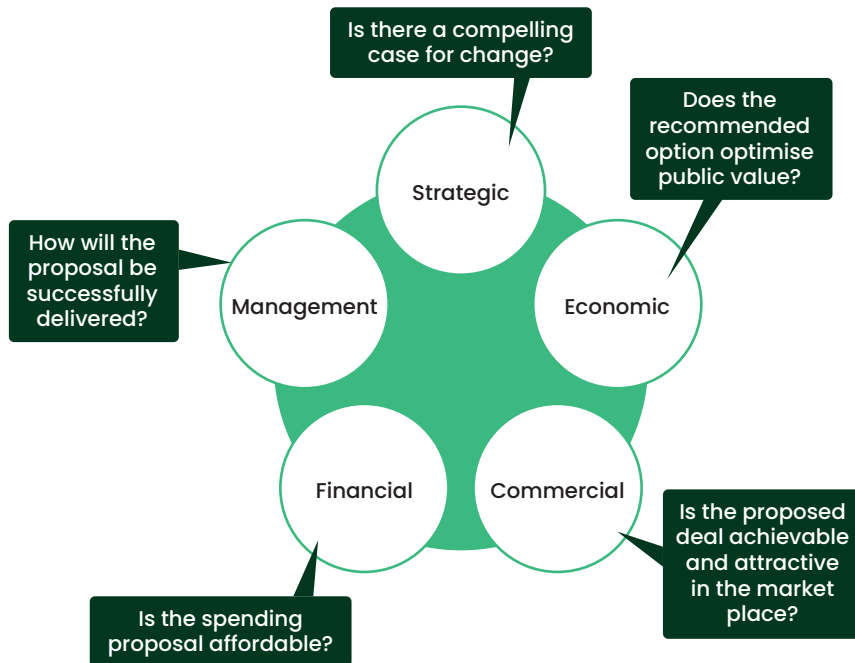 Is there a compelling
case for change?
Strategic
Does the
recommended
option optimise
public value?
Economic
How will the
proposal be
successfully
delivered?
Management
Financial
Commercial
Is the proposed
deal achievable
and attractive
in the market
place?
Is the spending
proposal affordable?